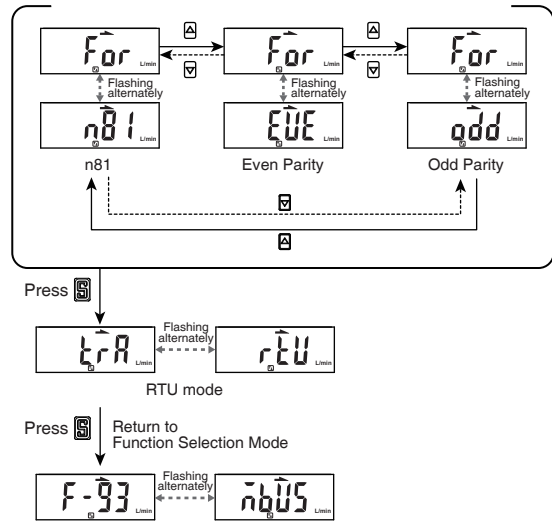 For L/min For L/min For L/min
Flashing alternately Flashing alternately Flashing alternately
n81 L/min EUE L/min odd L/min
n81 Even Parity Odd Parity
Press S
trA L/min Flashing alternately rtU L/min
RTU mode
Press S Return to
Function Selection Mode
F-93 L/min Flashing alternately mbUS L/min